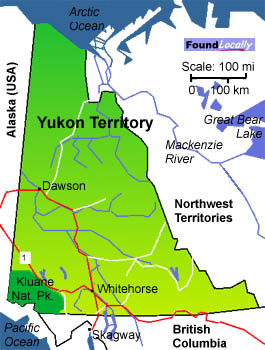 Arctic
Ocean
FoundLocally
Scale: 100 mi
0 100 km
Alaska (USA)
Great Bear
Lake
Yukon Territory
Mackenzie
River
Dawson
Northwest
Territories
1
Kluane
Nat. Pk.
Whitehorse
Pacific
Ocean
Skagway
British
Columbia